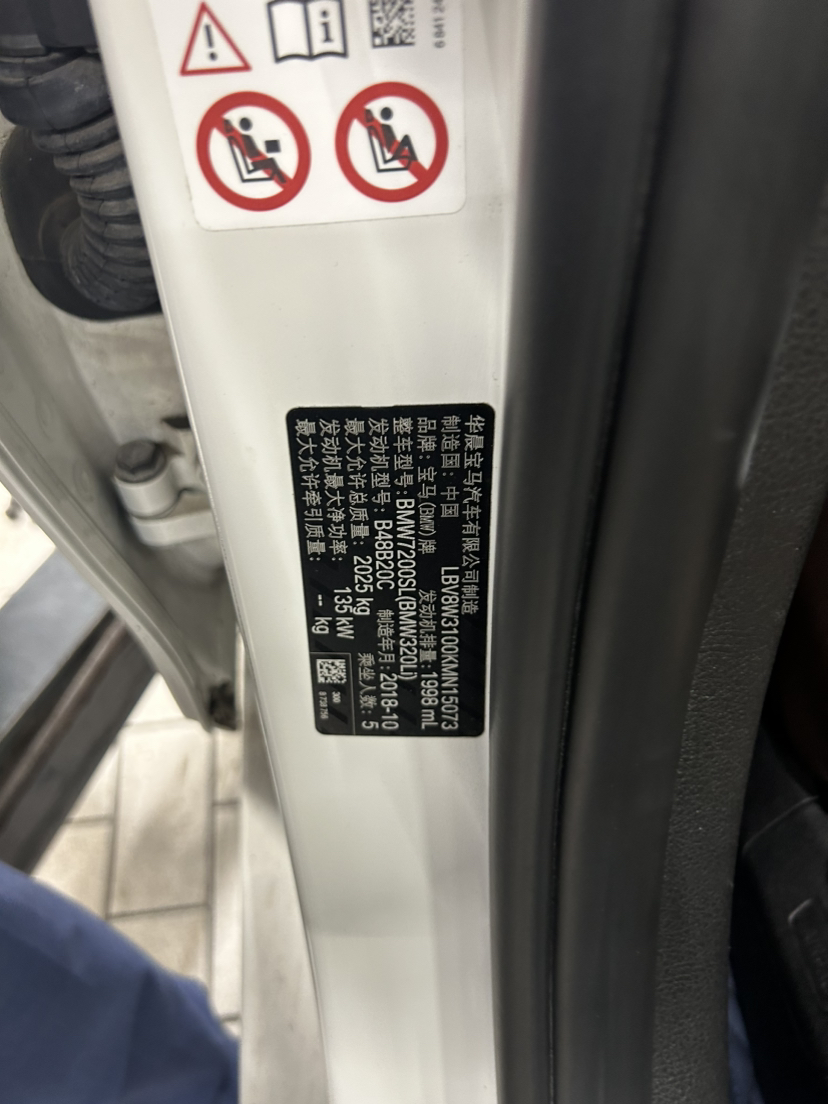 6 941 24
华晨宝马汽车有限公司制造
制造国：中国 LBV8W3100KMN15073
品牌：宝马(BMW)牌 发动机排量：1998 mL
整车型号：BMW7200SL(BMW320Li)
发动机型号：B48B20C 制造年月：2018-10
最大允许总质量：2025 kg 乘坐人数：5
发动机最大净功率：135 kW
最大允许牵引质量：-- kg